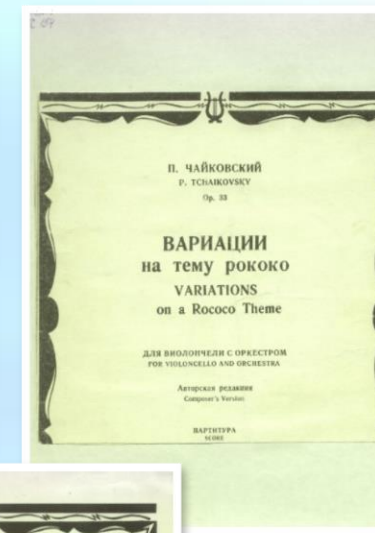 П. ЧАЙКОВСКИЙ
P. TCHAIKOVSKY
Op. 33
ВАРИАЦИИ
на тему рококо
VARIATIONS
on a Rococo Theme
ДЛЯ ВИОЛОНЧЕЛИ С ОРКЕСТРОМ
FOR VIOLONCELLO AND ORCHESTRA
Авторская редакция
Composer's Version
ПАРТИТУРА
SCORE